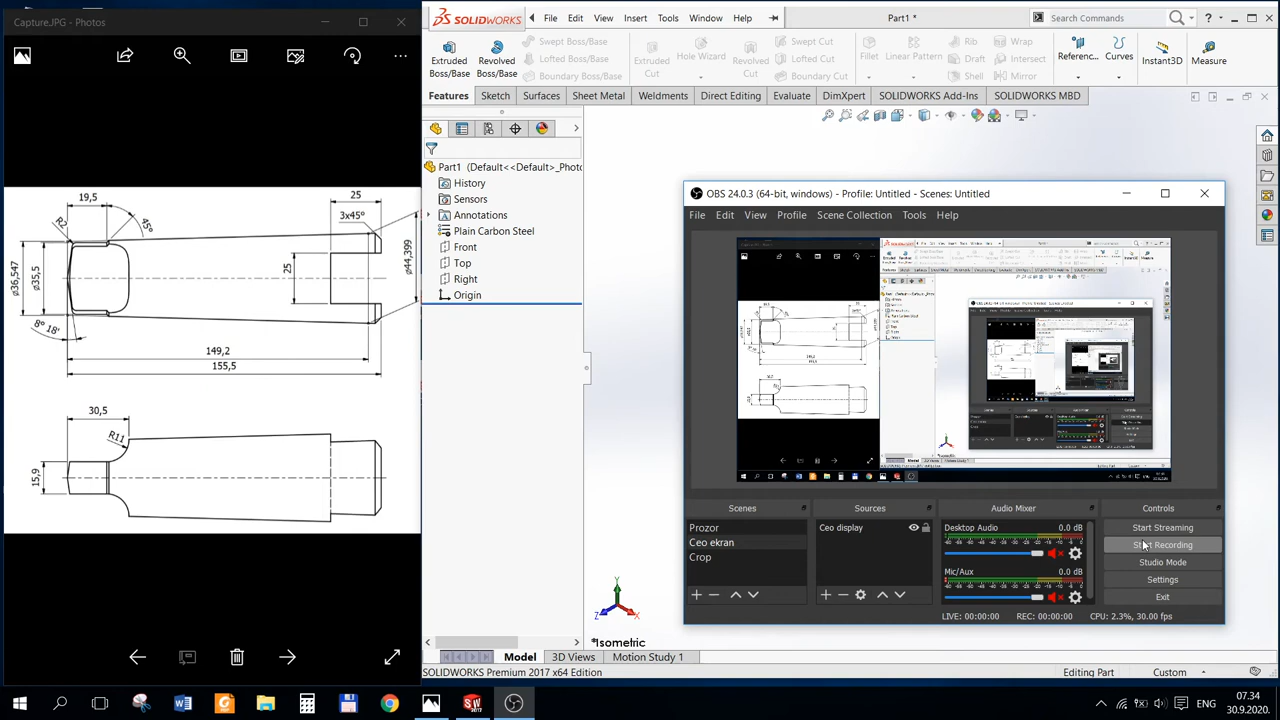 CaptureJPG - Photos
SOLIDWORKS
File Edit View Insert Tools Window Help
Part1 *
Search Commands
Extruded Boss/Base
Revolved Boss/Base
Swept Boss/Base
Lofted Boss/Base
Boundary Boss/Base
Extruded Cut
Hole Wizard
Revolved Cut
Swept Cut
Lofted Cut
Boundary Cut
Fillet
Linear Pattern
Rib
Draft
Shell
Wrap
Intersect
Mirror
Referenc...
Curves
Instant3D
Measure
Features Sketch Surfaces Sheet Metal Weldments Direct Editing Evaluate DimXpert SOLIDWORKS Add-Ins SOLIDWORKS MBD
Part1 (Default<<Default>_Photo
History
Sensors
Annotations
Plain Carbon Steel
Front
Top
Right
Origin
19,5
R2
45°
25
3x45°
⌀36,547
⌀35,5
25
⌀44,399
8° 18'
149,2
155,5
30,5
R11
15,9
OBS 24.0.3 (64-bit, windows) - Profile: Untitled - Scenes: Untitled
File Edit View Profile Scene Collection Tools Help
Scenes
Prozor
Ceo ekran
Crop
Sources
Ceo display
Audio Mixer
Desktop Audio 0.0 dB
Mic/Aux 0.0 dB
Controls
Start Streaming
Start Recording
Studio Mode
Settings
Exit
LIVE: 00:00:00 REC: 00:00:00 CPU: 2.3%, 30.00 fps
Y
Z
X
*Isometric
Model 3D Views Motion Study 1
SOLIDWORKS Premium 2017 x64 Edition
Editing Part Custom
07.34
30.9.2020.